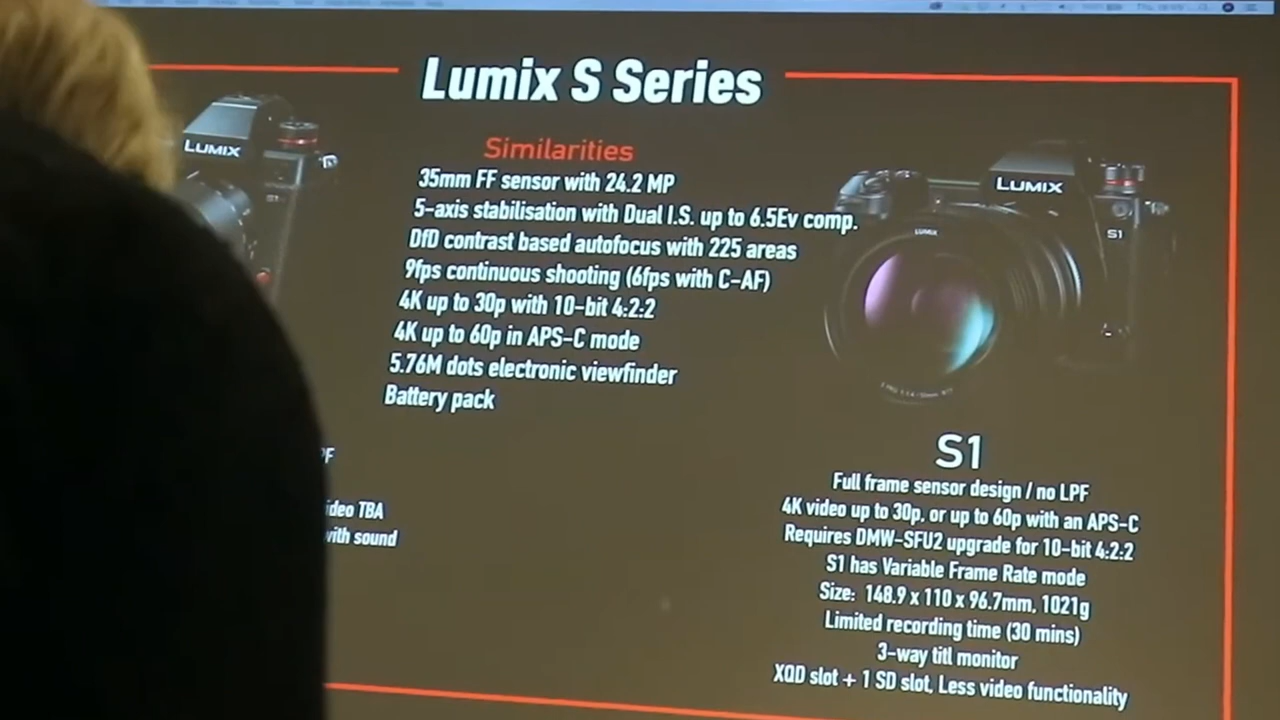 Lumix S Series
LUMIX
Similarities
35mm FF sensor with 24.2 MP
5-axis stabilisation with Dual I.S. up to 6.5Ev comp.
DfD contrast based autofocus with 225 areas
9fps continuous shooting (6fps with C-AF)
4K up to 30p with 10-bit 4:2:2
4K up to 60p in APS-C mode
5.76M dots electronic viewfinder
Battery pack
LUMIX
S1
LUMIX
ideo TBA
with sound
S1
Full frame sensor design / no LPF
4K video up to 30p, or up to 60p with an APS-C
Requires DMW-SFU2 upgrade for 10-bit 4:2:2
S1 has Variable Frame Rate mode
Size: 148.9 x 110 x 96.7mm, 1021g
Limited recording time (30 mins)
3-way titl monitor
XQD slot + 1 SD slot, Less video functionality